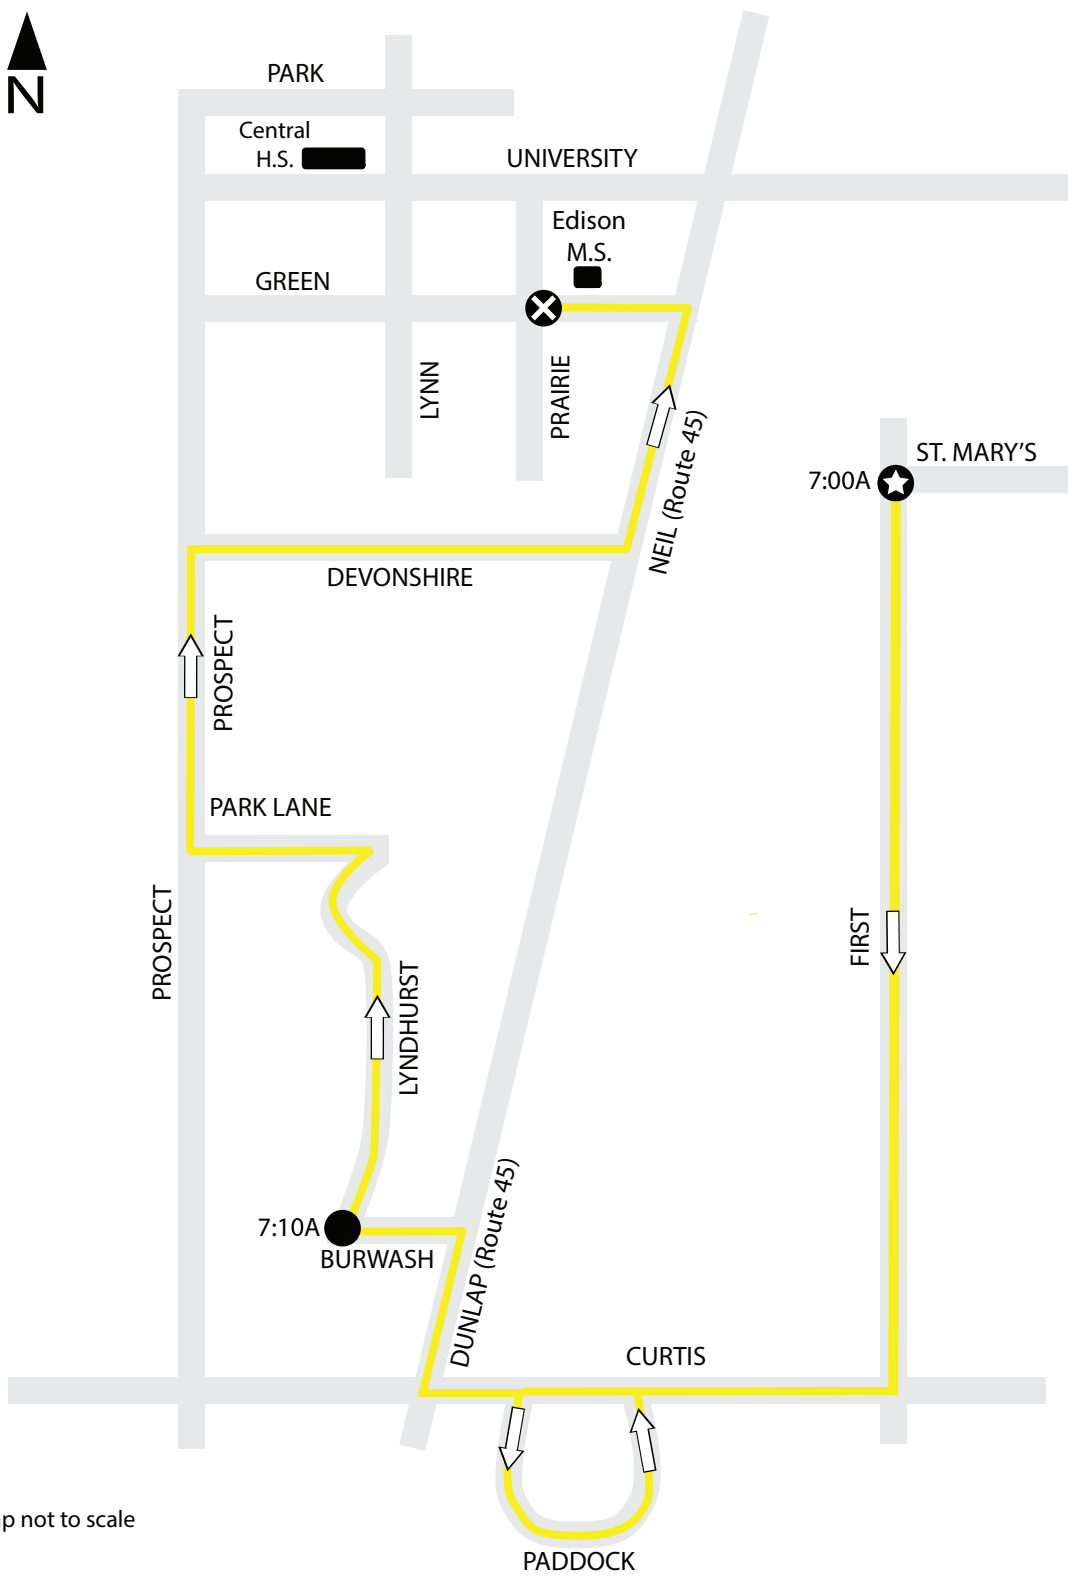 N
PARK
Central
H.S.
UNIVERSITY
Edison
M.S.
GREEN
LYNN
PRAIRIE
NEIL (Route 45)
ST. MARY'S
7:00A
DEVONSHIRE
PROSPECT
PARK LANE
PROSPECT
FIRST
LYNDHURST
DUNLAP (Route 45)
7:10A
BURWASH
CURTIS
not to scale
PADDOCK